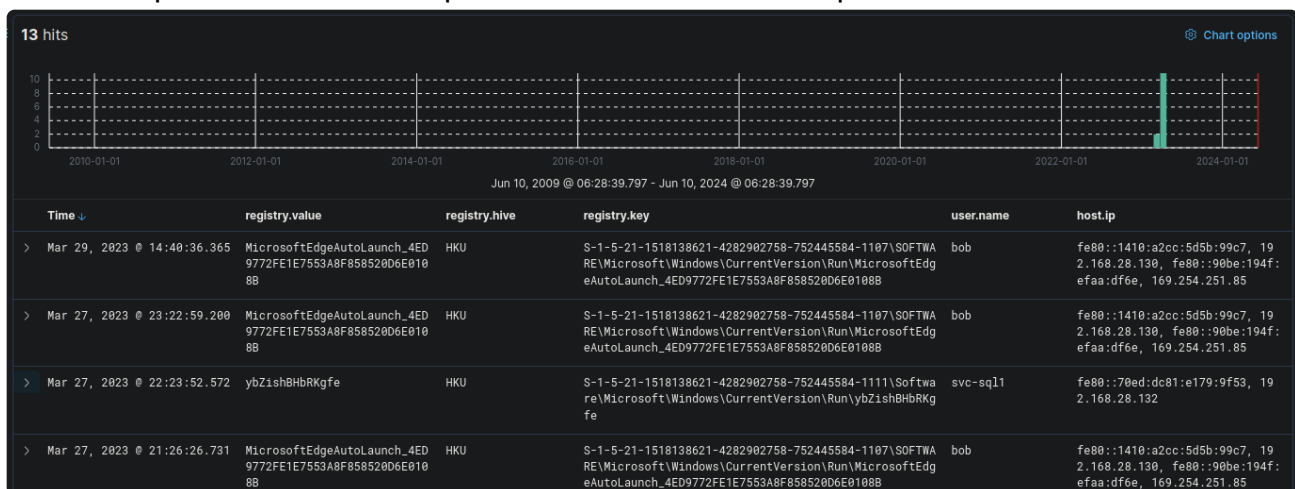 13 hits
Chart options
10
8
6
4
2
0
2010-01-01 2012-01-01 2014-01-01 2016-01-01 2018-01-01 2020-01-01 2022-01-01 2024-01-01
Jun 10, 2009 @ 06:28:39.797 - Jun 10, 2024 @ 06:28:39.797
Time ↓ registry.value registry.hive registry.key user.name host.ip
Mar 29, 2023 @ 14:40:36.365 MicrosoftEdgeAutoLaunch_4ED HKU S-1-5-21-1518138621-4282902758-752445584-1107\SOFTWA bob fe80::1410:a2cc:5d5b:99c7, 19
9772FE1E7553A8F858520D6E010 RE\Microsoft\Windows\CurrentVersion\Run\MicrosoftEdg 2.168.28.130, fe80::90be:194f:
8B eAutoLaunch_4ED9772FE1E7553A8F858520D6E0108B efaa:df6e, 169.254.251.85
Mar 27, 2023 @ 23:22:59.200 MicrosoftEdgeAutoLaunch_4ED HKU S-1-5-21-1518138621-4282902758-752445584-1107\SOFTWA bob fe80::1410:a2cc:5d5b:99c7, 19
9772FE1E7553A8F858520D6E010 RE\Microsoft\Windows\CurrentVersion\Run\MicrosoftEdg 2.168.28.130, fe80::90be:194f:
8B eAutoLaunch_4ED9772FE1E7553A8F858520D6E0108B efaa:df6e, 169.254.251.85
Mar 27, 2023 @ 22:23:52.572 ybZishBHbRKgfe HKU S-1-5-21-1518138621-4282902758-752445584-1111\Softwa svc-sql1 fe80::70ed:dc81:e179:9f53, 19
re\Microsoft\Windows\CurrentVersion\Run\ybZishBHbRKg 2.168.28.132
fe
Mar 27, 2023 @ 21:26:26.731 MicrosoftEdgeAutoLaunch_4ED HKU S-1-5-21-1518138621-4282902758-752445584-1107\SOFTWA bob fe80::1410:a2cc:5d5b:99c7, 19
9772FE1E7553A8F858520D6E010 RE\Microsoft\Windows\CurrentVersion\Run\MicrosoftEdg 2.168.28.130, fe80::90be:194f:
8B eAutoLaunch_4ED9772FE1E7553A8F858520D6E0108B efaa:df6e, 169.254.251.85